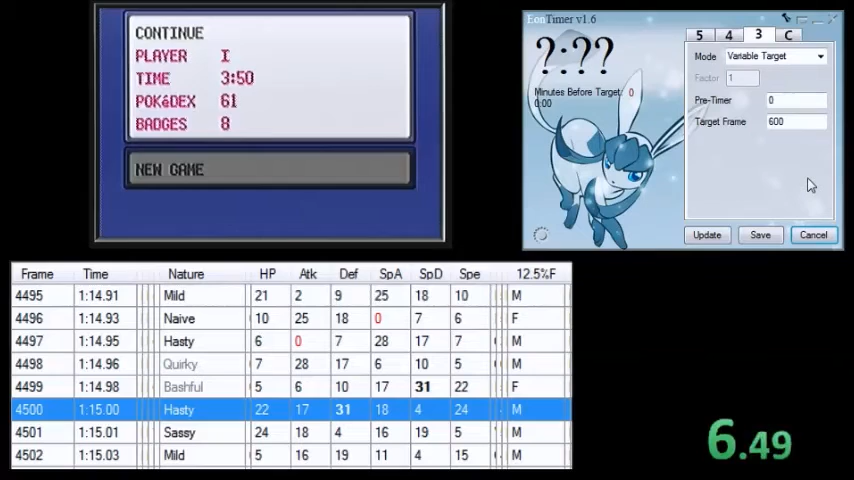 CONTINUE
PLAYER I
TIME 3:50
POKéDEX 61
BADGES 8
NEW GAME
EonTimer v1.6
?:??
Minutes Before Target: 0
0:00
5 4 3 C
Mode Variable Target
Factor 1
Pre-Timer 0
Target Frame 600
Update Save Cancel
Frame Time Nature HP Atk Def SpA SpD Spe 12.5%F
4495 1:14.91 Mild 21 2 9 25 18 10 M
4496 1:14.93 Naive 10 25 18 0 7 6 F
4497 1:14.95 Hasty 6 0 7 28 17 7 M
4498 1:14.96 Quirky 7 28 17 6 10 5 M
4499 1:14.98 Bashful 5 6 10 17 31 22 F
4500 1:15.00 Hasty 22 17 31 18 4 24 M
4501 1:15.01 Sassy 24 18 4 16 19 5 M
4502 1:15.03 Mild 5 16 19 11 4 15 M
6.49